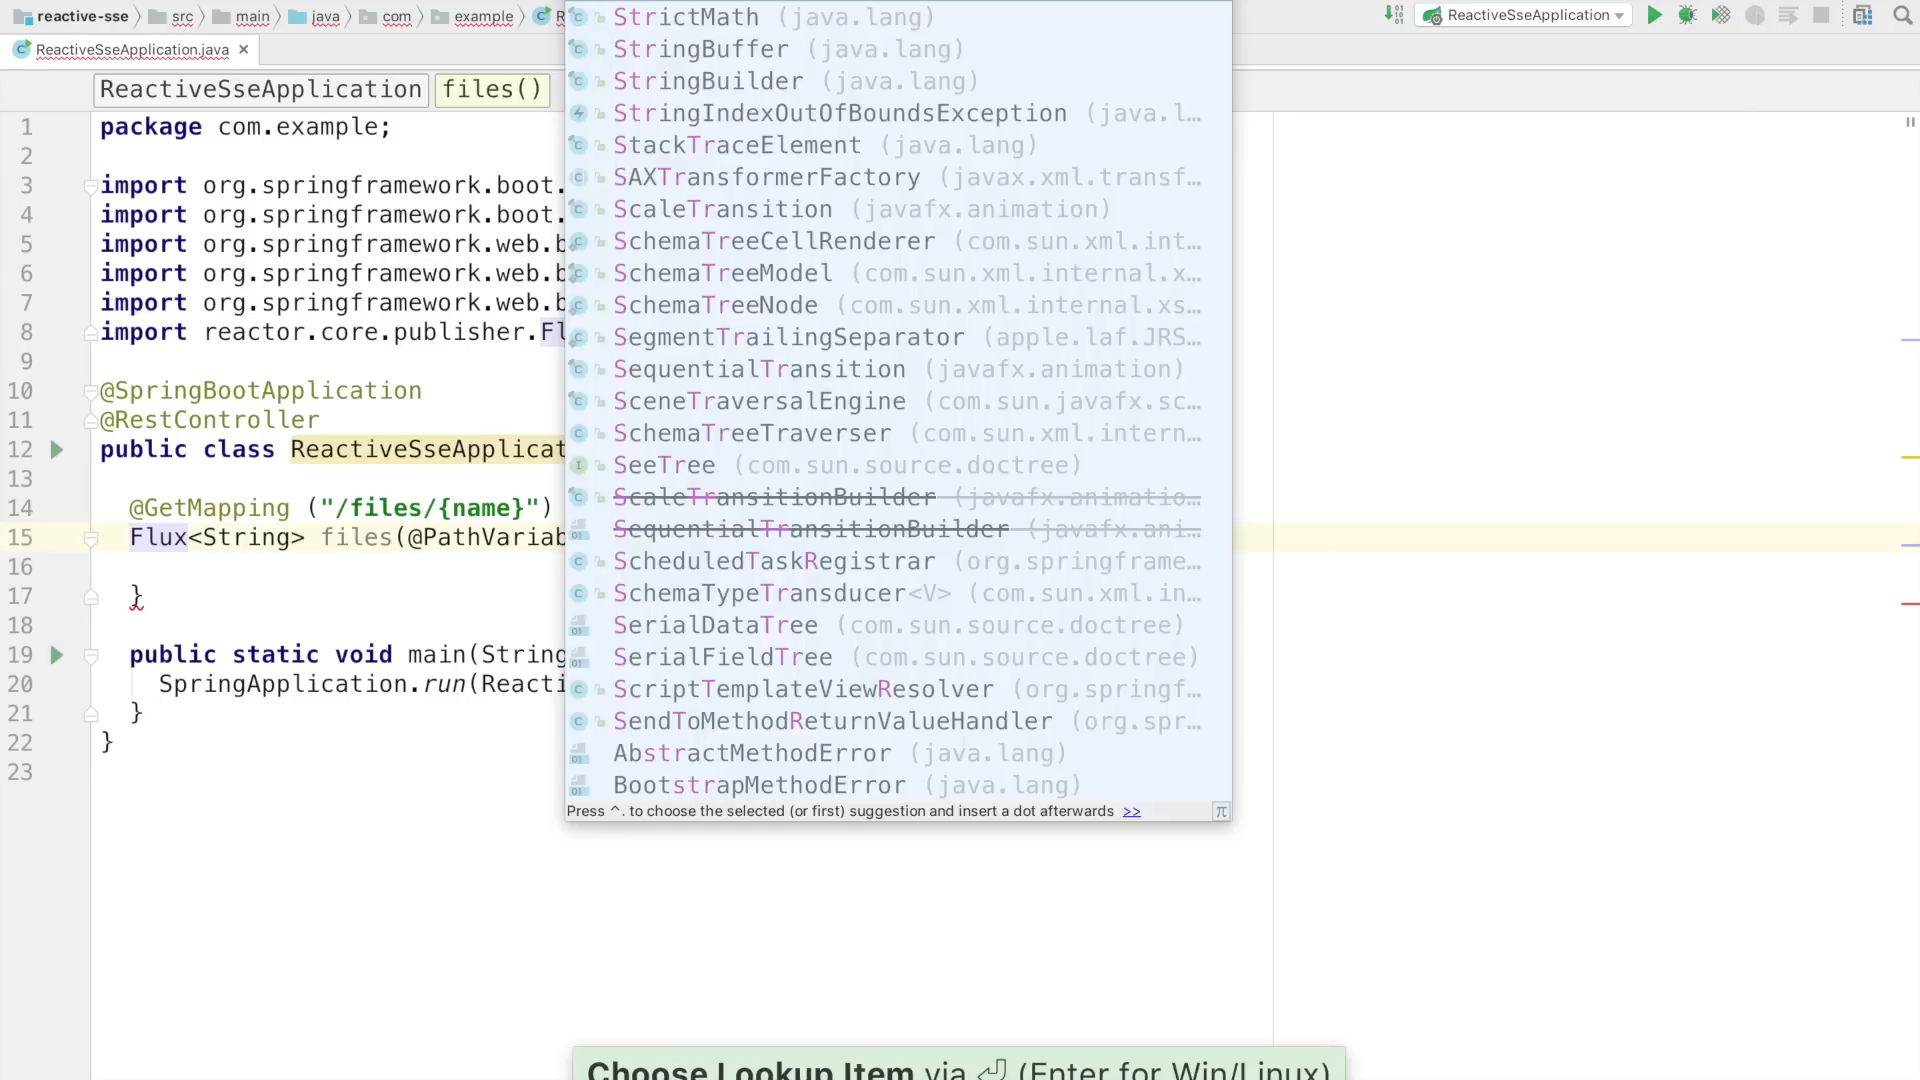 reactive-sse src main java com example R
ReactiveSseApplication
ReactiveSseApplication.java
ReactiveSseApplication files()
1 package com.example;
2
3 import org.springframework.boot.
4 import org.springframework.boot.
5 import org.springframework.web.b
6 import org.springframework.web.b
7 import org.springframework.web.b
8 import reactor.core.publisher.Fl
9
10 @SpringBootApplication
11 @RestController
12 public class ReactiveSseApplicat
13
14 @GetMapping ("/files/{name}")
15 Flux<String> files(@PathVariab
16
17 }
18
19 public static void main(String
20 SpringApplication.run(Reacti
21 }
22 }
23
StrictMath (java.lang)
StringBuffer (java.lang)
StringBuilder (java.lang)
StringIndexOutOfBoundsException (java.l…
StackTraceElement (java.lang)
SAXTransformerFactory (javax.xml.transf…
ScaleTransition (javafx.animation)
SchemaTreeCellRenderer (com.sun.xml.int…
SchemaTreeModel (com.sun.xml.internal.x…
SchemaTreeNode (com.sun.xml.internal.xs…
SegmentTrailingSeparator (apple.laf.JRS…
SequentialTransition (javafx.animation)
SceneTraversalEngine (com.sun.javafx.sc…
SchemaTreeTraverser (com.sun.xml.intern…
SeeTree (com.sun.source.doctree)
ScaleTransitionBuilder (javafx.animatio…
SequentialTransitionBuilder (javafx.ani…
ScheduledTaskRegistrar (org.springframe…
SchemaTypeTransducer<V> (com.sun.xml.in…
SerialDataTree (com.sun.source.doctree)
SerialFieldTree (com.sun.source.doctree)
ScriptTemplateViewResolver (org.springf…
SendToMethodReturnValueHandler (org.spr…
AbstractMethodError (java.lang)
BootstrapMethodError (java.lang)
Press ^. to choose the selected (or first) suggestion and insert a dot afterwards >> π
Choose Lookup Item via ⏎ (Enter for Win/Linux)